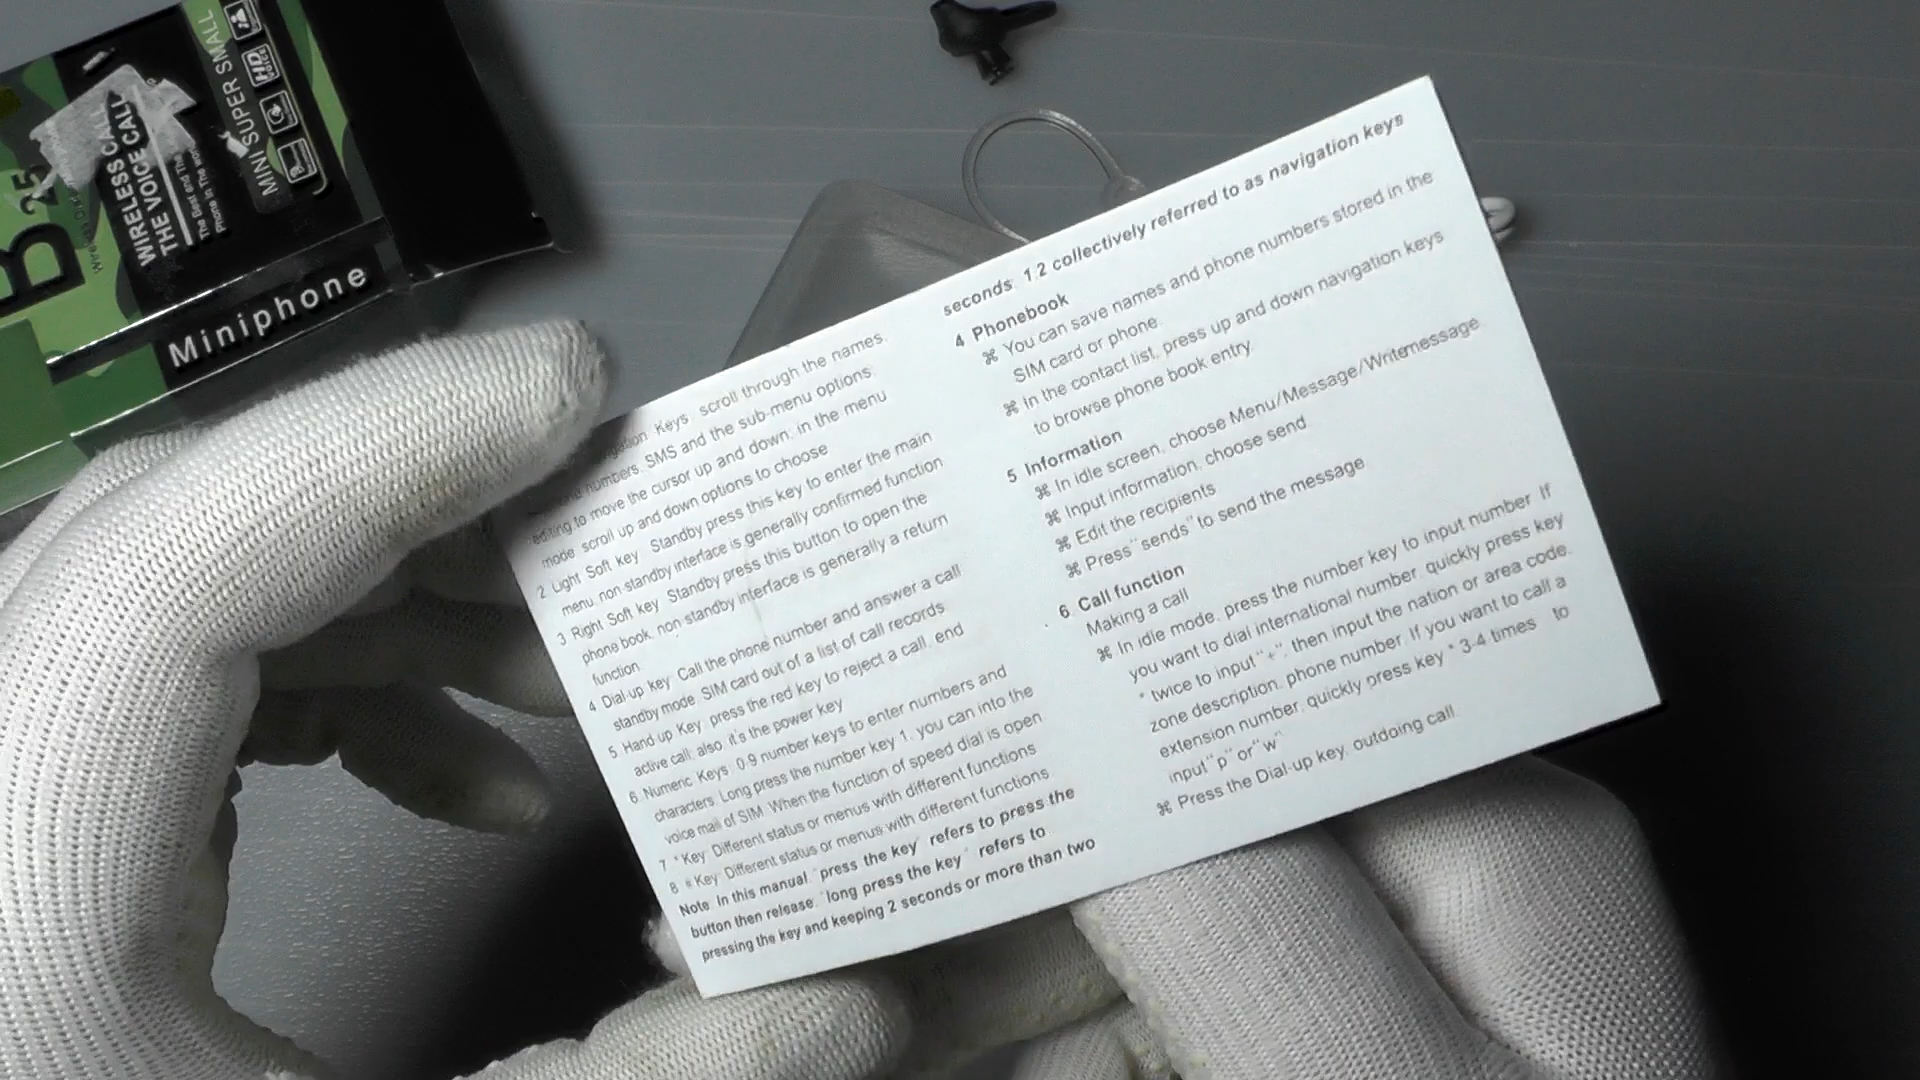 B 25
WIRELESS CALL
THE VOICE CALL
The Best and The
Phone In The
MINI SUPER SMALL
HD
Miniphone
Keys: scroll through the names,
numbers, SMS and the sub-menu options;
editing to move the cursor up and down; in the menu
mode: scroll up and down options to choose
2 Light Soft key: Standby press this key to enter the main
menu, non-standby interface is generally confirmed function
3 Right Soft key: Standby press this button to open the
phone book, non-standby interface is generally a return
function.
4 Dial-up key: Call the phone number and answer a call
standby mode: SIM card out of a list of call records
5 Hand-up Key: press the red key to reject a call, end
active call; also, it's the power key
6 Numeric Keys: 0-9 number keys to enter numbers and
characters. Long press the number key 1, you can into the
voice mail of SIM. When the function of speed dial is open
7 * Key: Different status or menus with different functions
8 # Key: Different status or menus with different functions
Note: In this manual, "press the key" refers to press the
button then release; "long press the key" refers to
pressing the key and keeping 2 seconds or more than two
seconds; 1,2 collectively referred to as navigation keys
4 Phonebook
⌘ You can save names and phone numbers stored in the
SIM card or phone.
⌘ In the contact list, press up and down navigation keys
to browse phone book entry.
5 Information
⌘ In idle screen, choose Menu/Message/Writemessage
⌘ Input information, choose send
⌘ Edit the recipients
⌘ Press" sends" to send the message
6 Call function
Making a call
⌘ In idle mode, press the number key to input number. If
you want to dial international number, quickly press key
* twice to input" +", then input the nation or area code,
zone description, phone number. If you want to call a
extension number, quickly press key * 3-4 times to
input" p" or" w"
⌘ Press the Dial-up key, outdoing call.